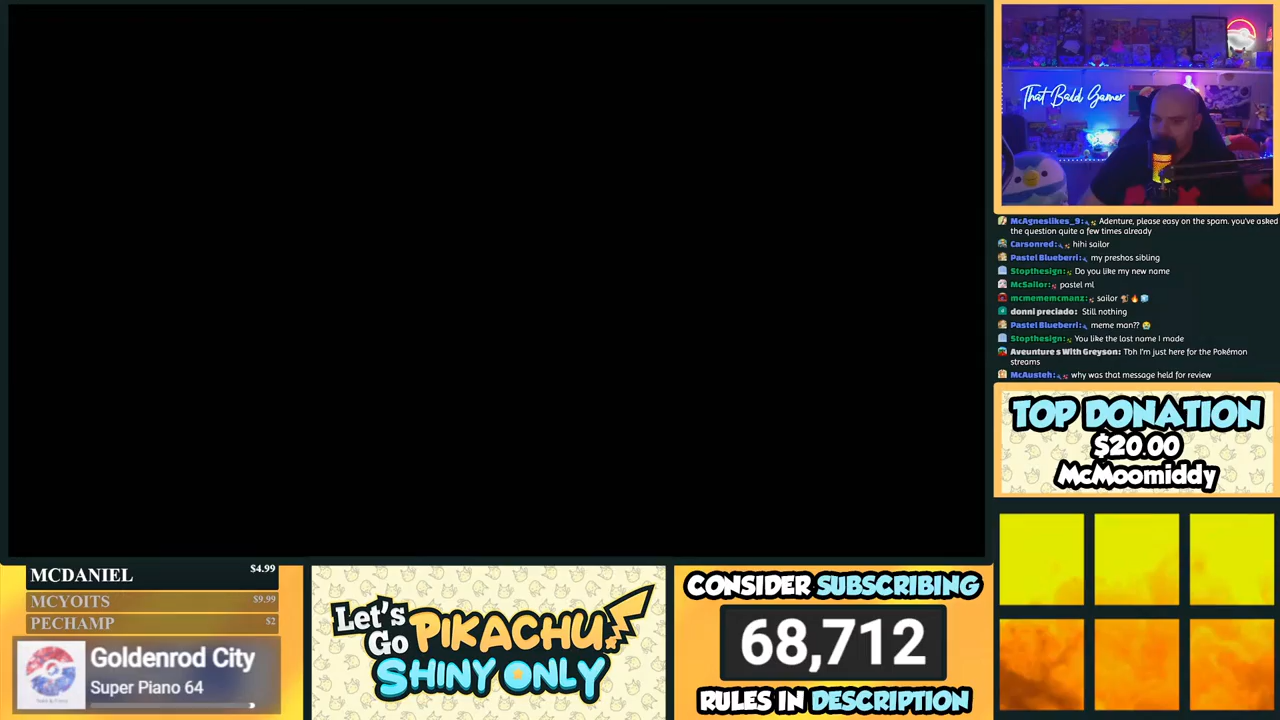 That Bald Gamer
McAgneslikes_9: Adenture, please easy on the spam. you've asked
the question quite a few times already
Carsonred: hihi sailor
Pastel Blueberri: my preshos sibling
Stopthesign: Do you like my new name
McSailor: pastel ml
mcmememcmanz: sailor
donni preciado: Still nothing
Pastel Blueberri: meme man?? 😭
Stopthesign: You like the last name I made
Aveunture s With Greyson: Tbh I'm just here for the Pokémon
streams
McAusteh: why was that message held for review
TOP DONATION
$20.00
McMoomiddy
MCDANIEL $4.99
MCYOITS $9.99
PECHAMP $2
Goldenrod City
Super Piano 64
Let's
Go PIKACHU
SHINY ONLY
CONSIDER SUBSCRIBING
68,712
RULES IN DESCRIPTION